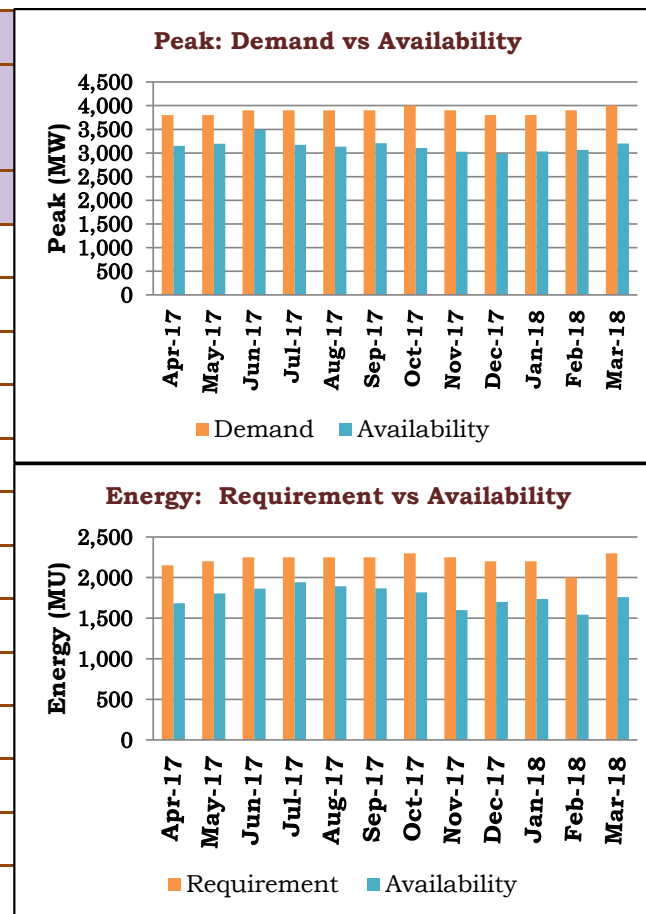 Peak: Demand vs Availability
Peak (MW)
4,500
4,000
3,500
3,000
2,500
2,000
1,500
1,000
500
0
Apr-17
May-17
Jun-17
Jul-17
Aug-17
Sep-17
Oct-17
Nov-17
Dec-17
Jan-18
Feb-18
Mar-18
Demand Availability
Energy: Requirement vs Availability
Energy (MU)
2,500
2,000
1,500
1,000
500
0
Apr-17
May-17
Jun-17
Jul-17
Aug-17
Sep-17
Oct-17
Nov-17
Dec-17
Jan-18
Feb-18
Mar-18
Requirement Availability